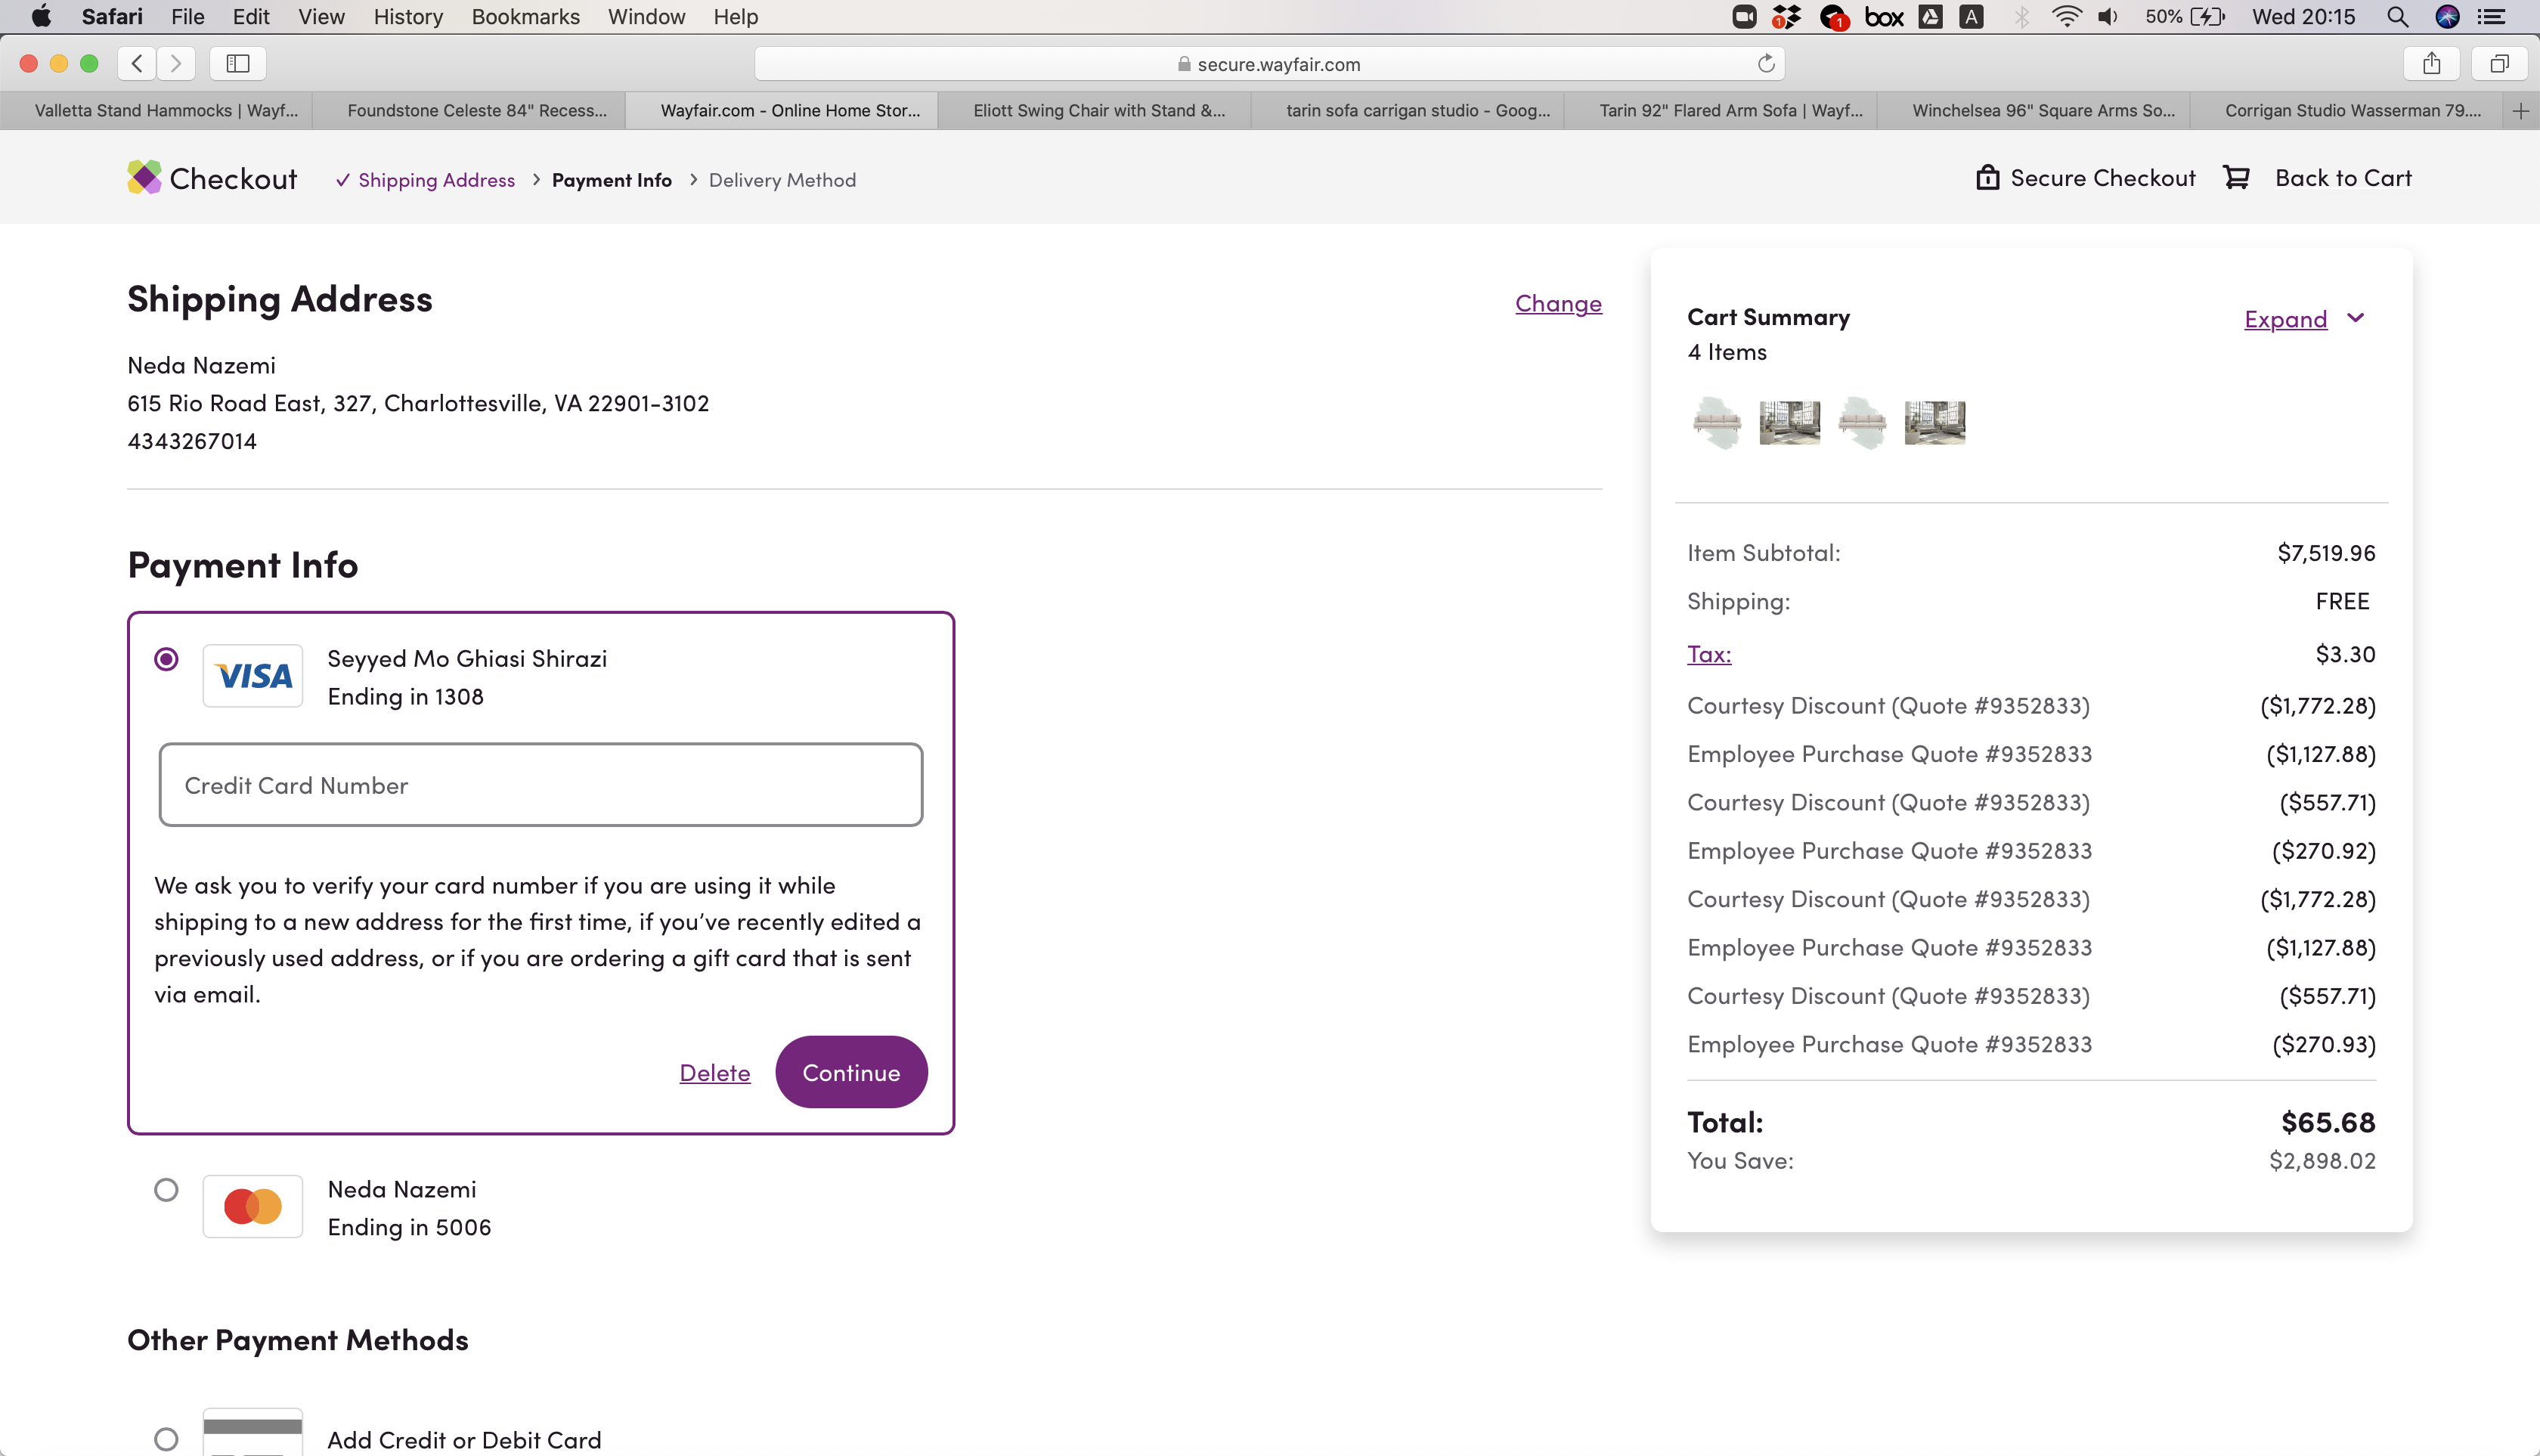 Safari File Edit View History Bookmarks Window Help
1 1 box A 50% Wed 20:15
secure.wayfair.com
Valletta Stand Hammocks | Wayf... Foundstone Celeste 84" Recess... Wayfair.com - Online Home Stor... Eliott Swing Chair with Stand &... tarin sofa carrigan studio - Goog... Tarin 92" Flared Arm Sofa | Wayf... Winchelsea 96" Square Arms So... Corrigan Studio Wasserman 79....
Checkout ✓ Shipping Address > Payment Info > Delivery Method
Secure Checkout Back to Cart
Shipping Address
Change
Neda Nazemi
615 Rio Road East, 327, Charlottesville, VA 22901-3102
4343267014
Payment Info
VISA
Seyyed Mo Ghiasi Shirazi
Ending in 1308
Credit Card Number
We ask you to verify your card number if you are using it while
shipping to a new address for the first time, if you’ve recently edited a
previously used address, or if you are ordering a gift card that is sent
via email.
Delete Continue
Neda Nazemi
Ending in 5006
Other Payment Methods
Add Credit or Debit Card
Cart Summary
Expand
4 Items
Item Subtotal: $7,519.96
Shipping: FREE
Tax: $3.30
Courtesy Discount (Quote #9352833) ($1,772.28)
Employee Purchase Quote #9352833 ($1,127.88)
Courtesy Discount (Quote #9352833) ($557.71)
Employee Purchase Quote #9352833 ($270.92)
Courtesy Discount (Quote #9352833) ($1,772.28)
Employee Purchase Quote #9352833 ($1,127.88)
Courtesy Discount (Quote #9352833) ($557.71)
Employee Purchase Quote #9352833 ($270.93)
Total: $65.68
You Save: $2,898.02